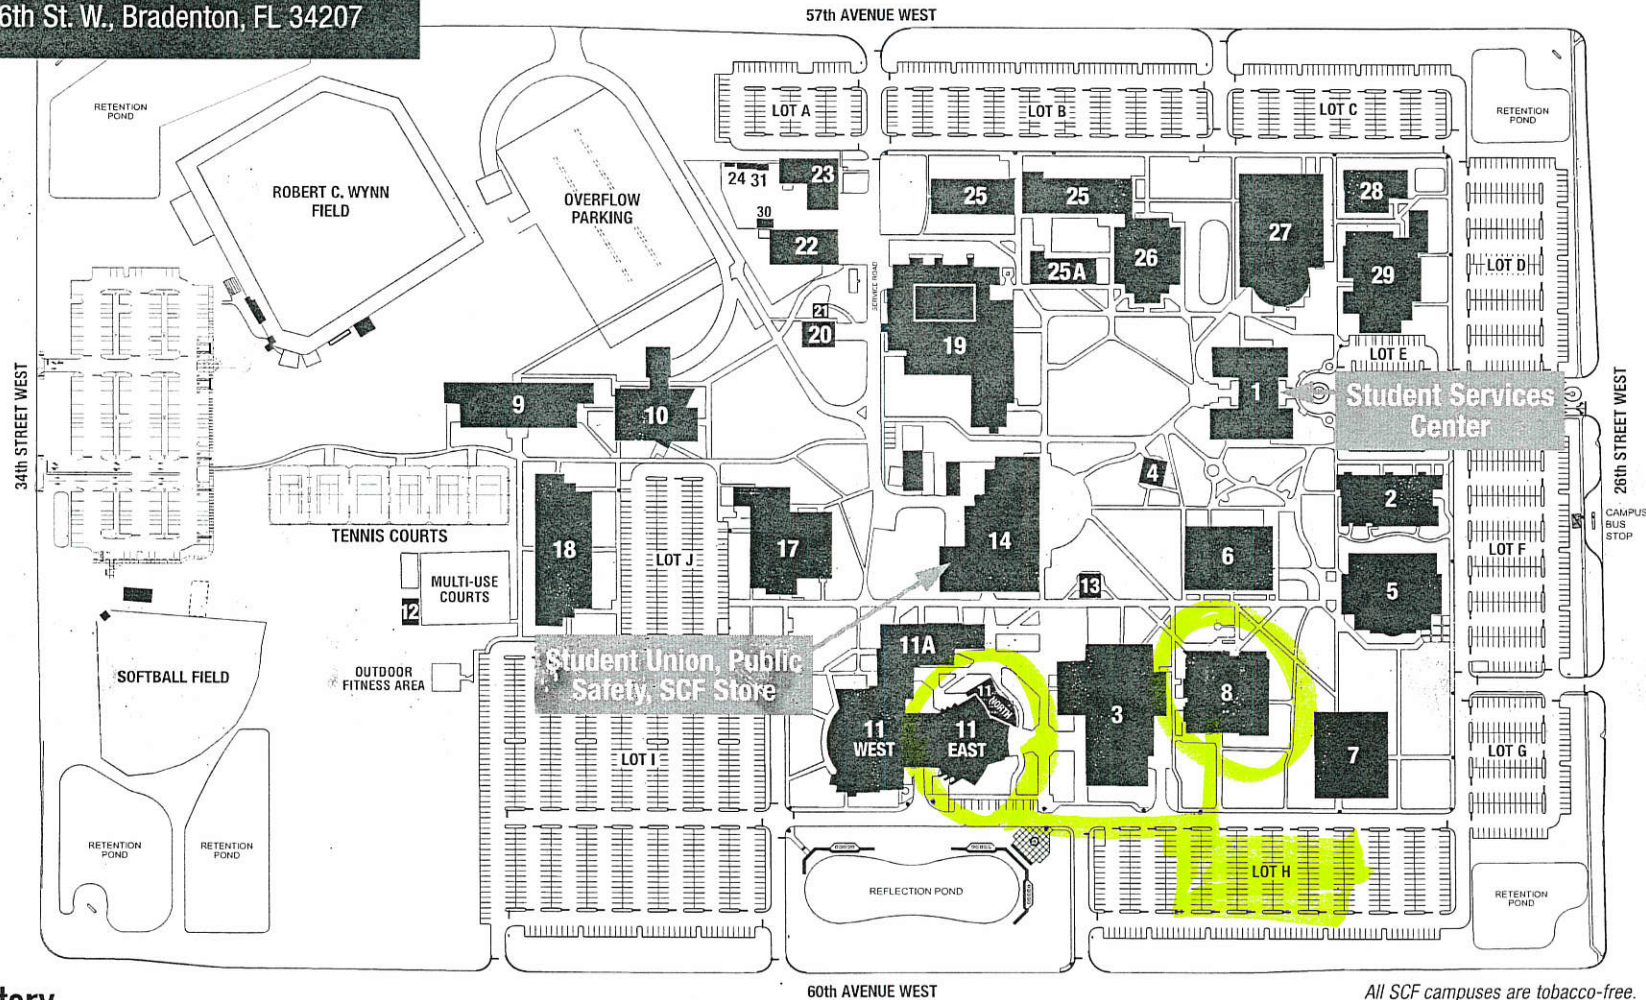 6th St. W., Bradenton, FL 34207
57th AVENUE WEST
RETENTION
POND
ROBERT C. WYNN
FIELD
OVERFLOW
PARKING
LOT A
LOT B
LOT C
RETENTION
POND
24 31
23
30
22
25
25
25A
26
27
28
29
LOT D
SERVICE ROAD
21
20
19
LOT E
1
Student Services
Center
34th STREET WEST
26th STREET WEST
9
10
4
2
CAMPUS
BUS
STOP
TENNIS COURTS
18
LOT J
17
14
6
LOT F
MULTI-USE
COURTS
12
13
5
SOFTBALL FIELD
OUTDOOR
FITNESS AREA
Student Union, Public
Safety, SCF Store
11A
11
NORTH
11
WEST
11
EAST
3
8
7
LOT G
LOT I
RETENTION
POND
RETENTION
POND
REFLECTION POND
LOT H
RETENTION
POND
60th AVENUE WEST
All SCF campuses are tobacco-free.